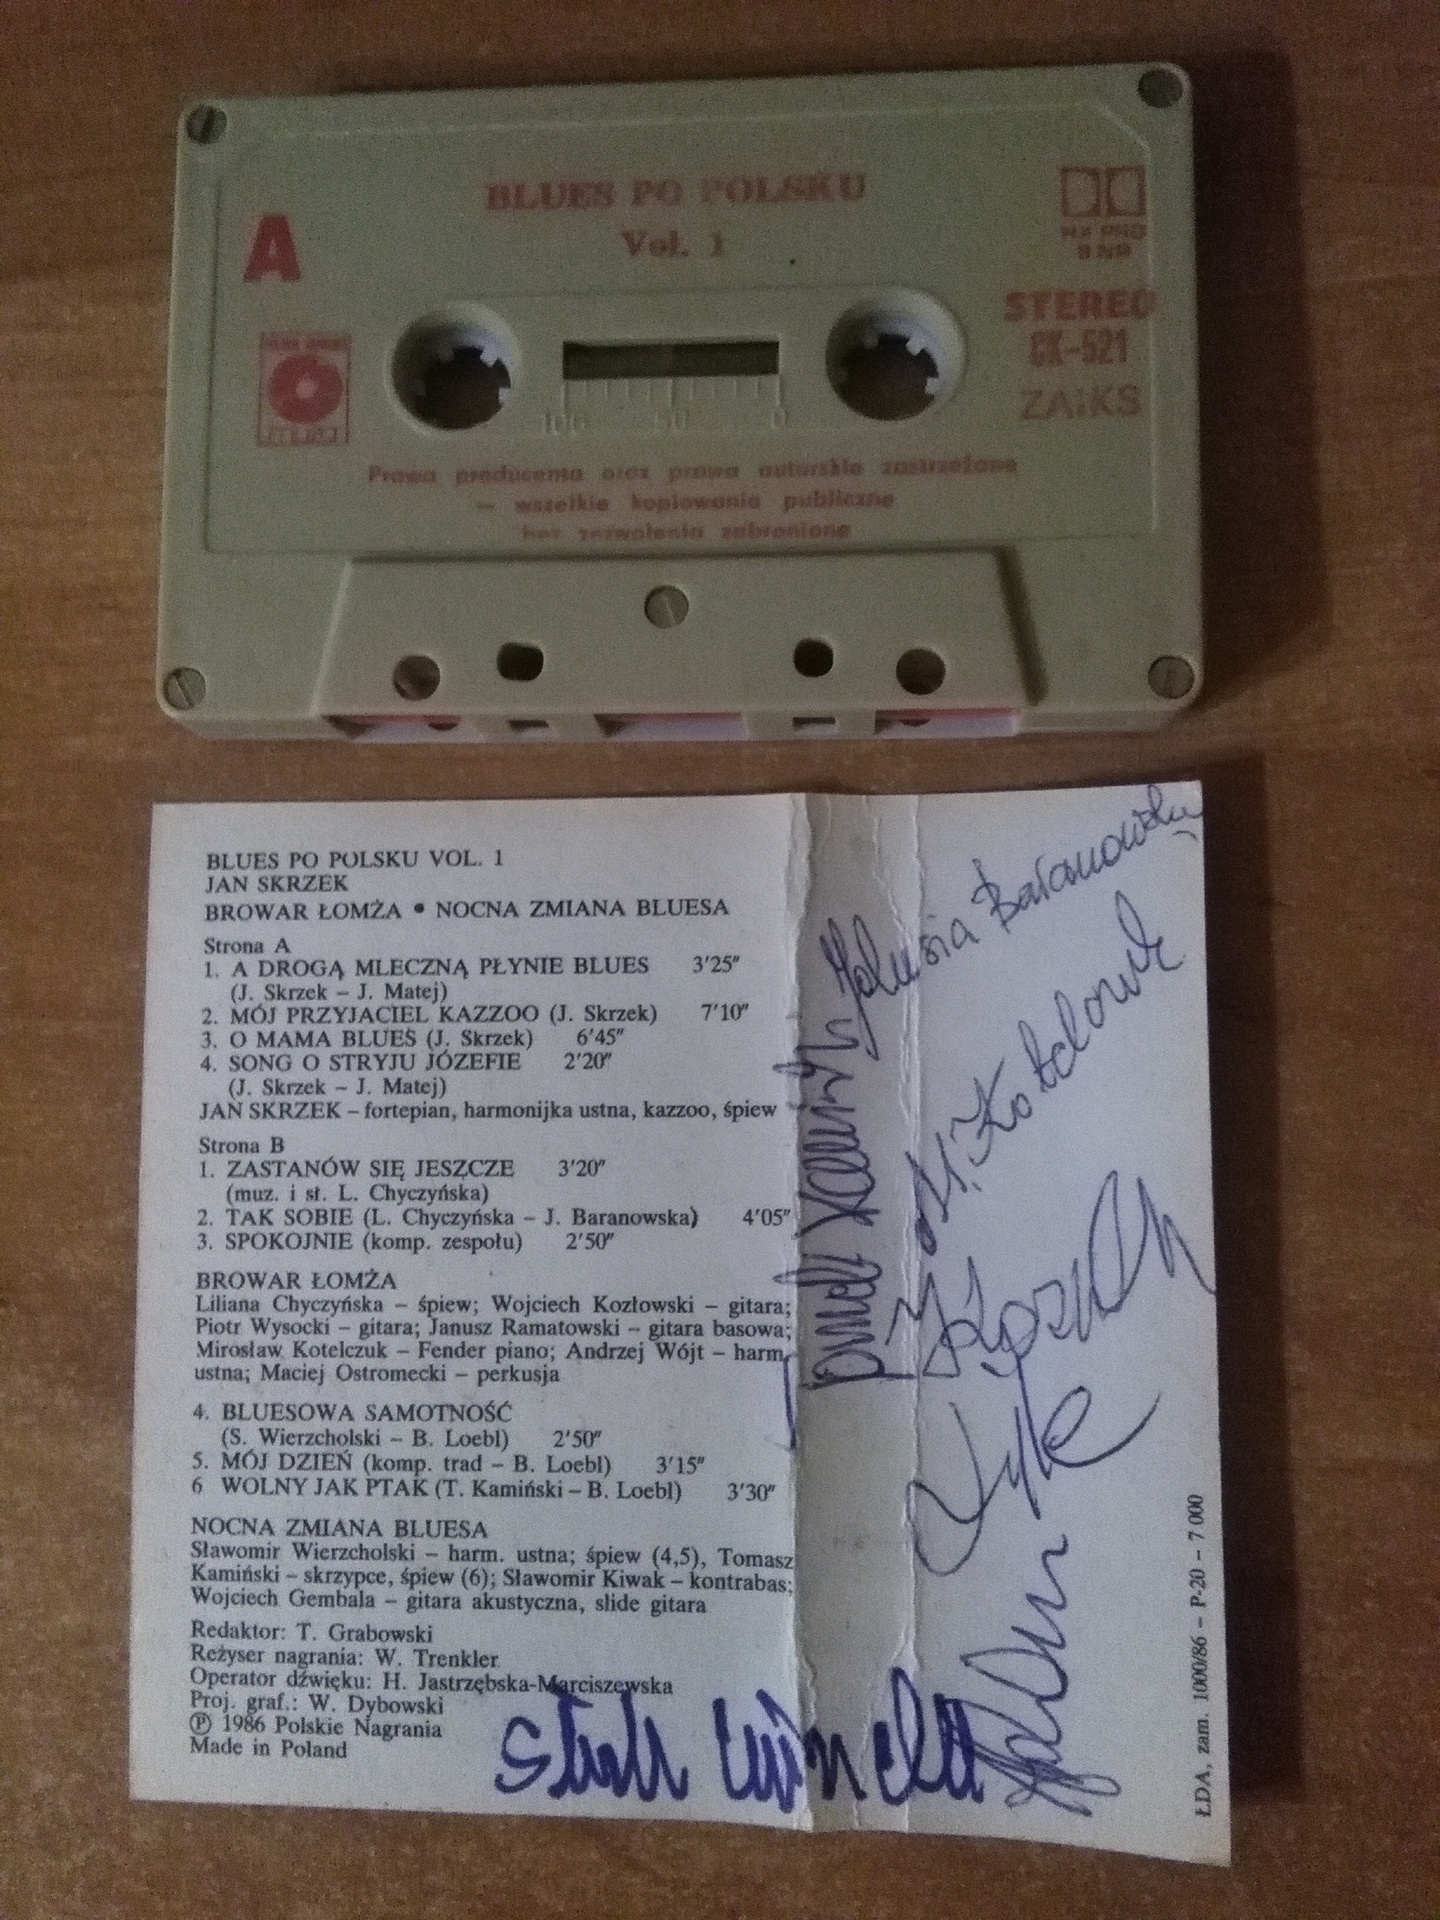 BLUES PO POLSKU
Vol. 1
A
HX PRO
B NR
STEREO
CK-521
ZAIKS
100 50 0
Prawa producenta oraz prawa autorskie zastrzeżone
– wszelkie kopiowanie publiczne
bez zezwolenia zabronione
BLUES PO POLSKU VOL. 1
JAN SKRZEK
BROWAR ŁOMŻA • NOCNA ZMIANA BLUESA
Strona A
1. A DROGĄ MLECZNĄ PŁYNIE BLUES 3′25″
(J. Skrzek – J. Matej)
2. MÓJ PRZYJACIEL KAZZOO (J. Skrzek) 7′10″
3. O MAMA BLUES (J. Skrzek) 6′45″
4. SONG O STRYJU JÓZEFIE 2′20″
(J. Skrzek – J. Matej)
JAN SKRZEK – fortepian, harmonijka ustna, kazzoo, śpiew
Strona B
1. ZASTANÓW SIĘ JESZCZE 3′20″
(muz. i sł. L. Chyczyńska)
2. TAK SOBIE (L. Chyczyńska – J. Baranowska) 4′05″
3. SPOKOJNIE (komp. zespołu) 2′50″
BROWAR ŁOMŻA
Liliana Chyczyńska – śpiew; Wojciech Kozłowski – gitara;
Piotr Wysocki – gitara; Janusz Ramatowski – gitara basowa;
Mirosław Kotelczuk – Fender piano; Andrzej Wójt – harm.
ustna; Maciej Ostromecki – perkusja
4. BLUESOWA SAMOTNOŚĆ
(S. Wierzcholski – B. Loebl) 2′50″
5. MÓJ DZIEŃ (komp. trad – B. Loebl) 3′15″
6 WOLNY JAK PTAK (T. Kamiński – B. Loebl) 3′30″
NOCNA ZMIANA BLUESA
Sławomir Wierzcholski – harm. ustna; śpiew (4,5), Tomasz
Kamiński – skrzypce, śpiew (6); Sławomir Kiwak – kontrabas;
Wojciech Gembala – gitara akustyczna, slide gitara
Redaktor: T. Grabowski
Reżyser nagrania: W. Trenkler
Operator dźwięku: H. Jastrzębska-Marciszewska
Proj. graf.: W. Dybowski
Ⓟ 1986 Polskie Nagrania
Made in Poland
Baranowska
ŁDA, zam. 1000/86 – P-20 – 7 000